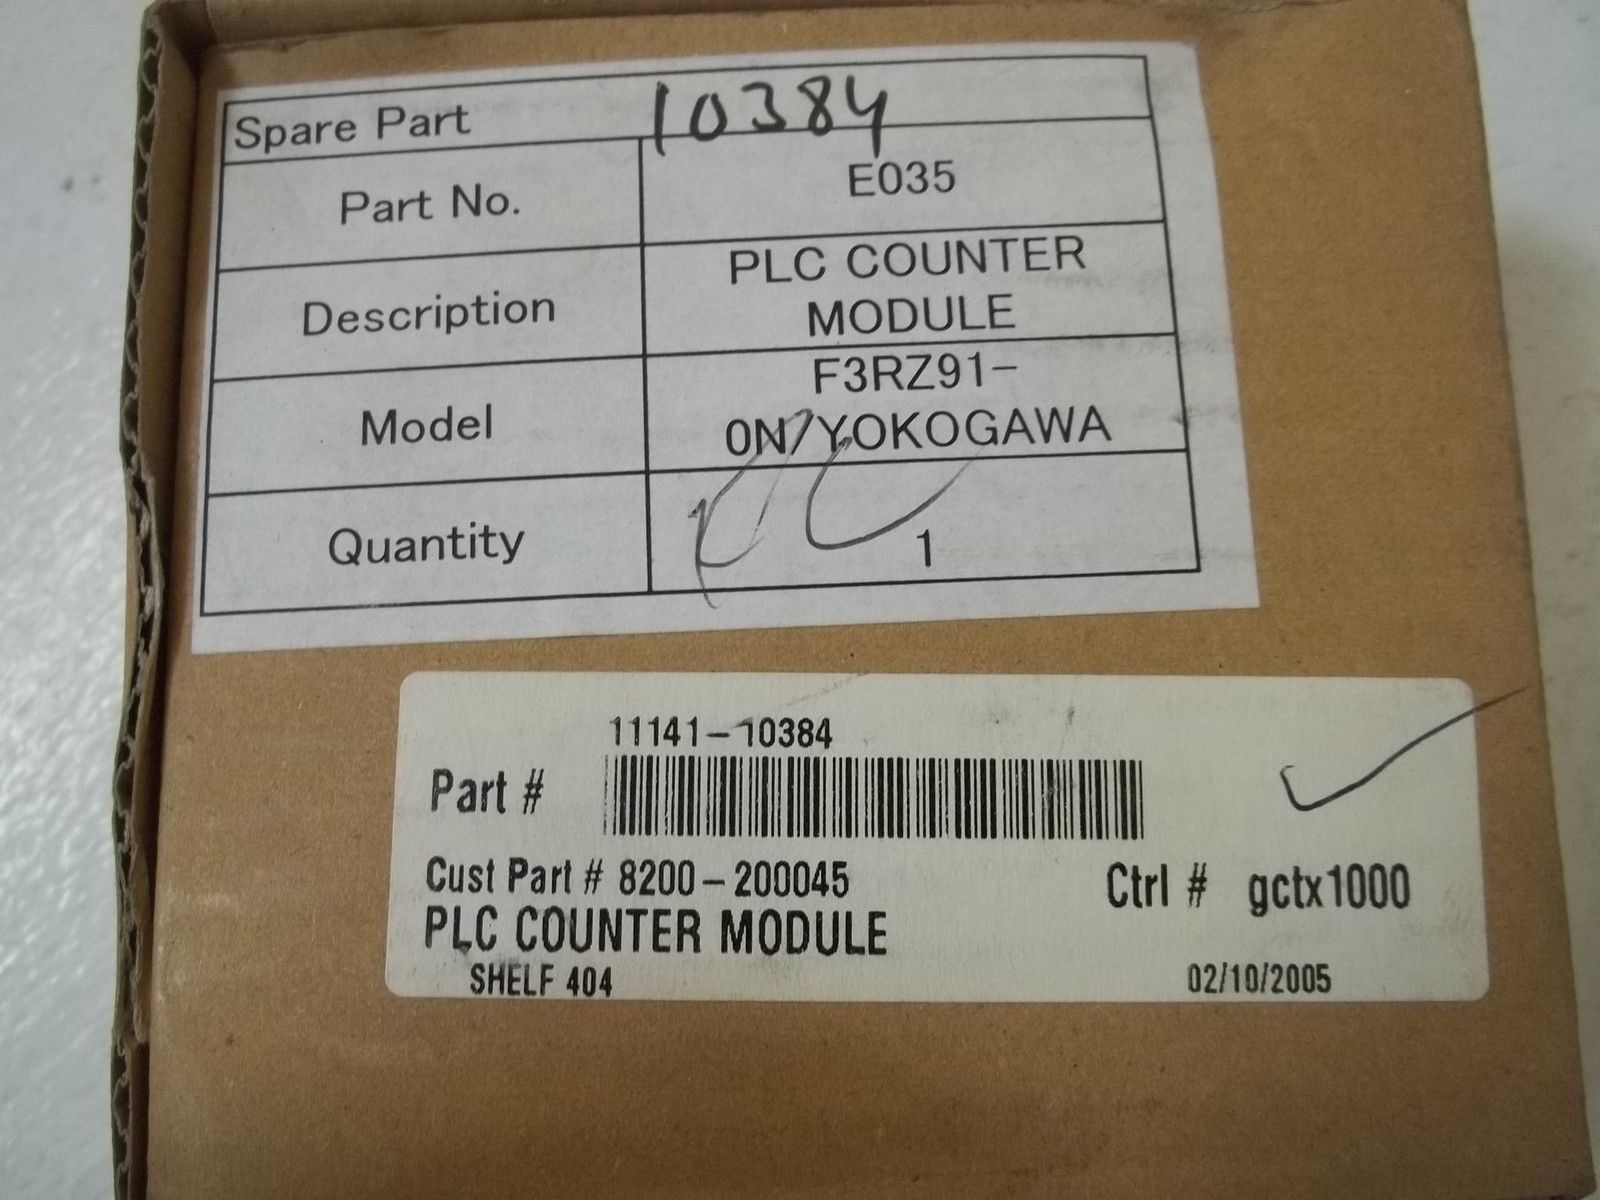 Spare Part 10384
Part No. E035
Description PLC COUNTER
MODULE
Model F3RZ91-
0N/YOKOGAWA
Quantity 1
11141-10384
Part #
Cust Part # 8200-200045 Ctrl # gctx1000
PLC COUNTER MODULE
SHELF 404 02/10/2005